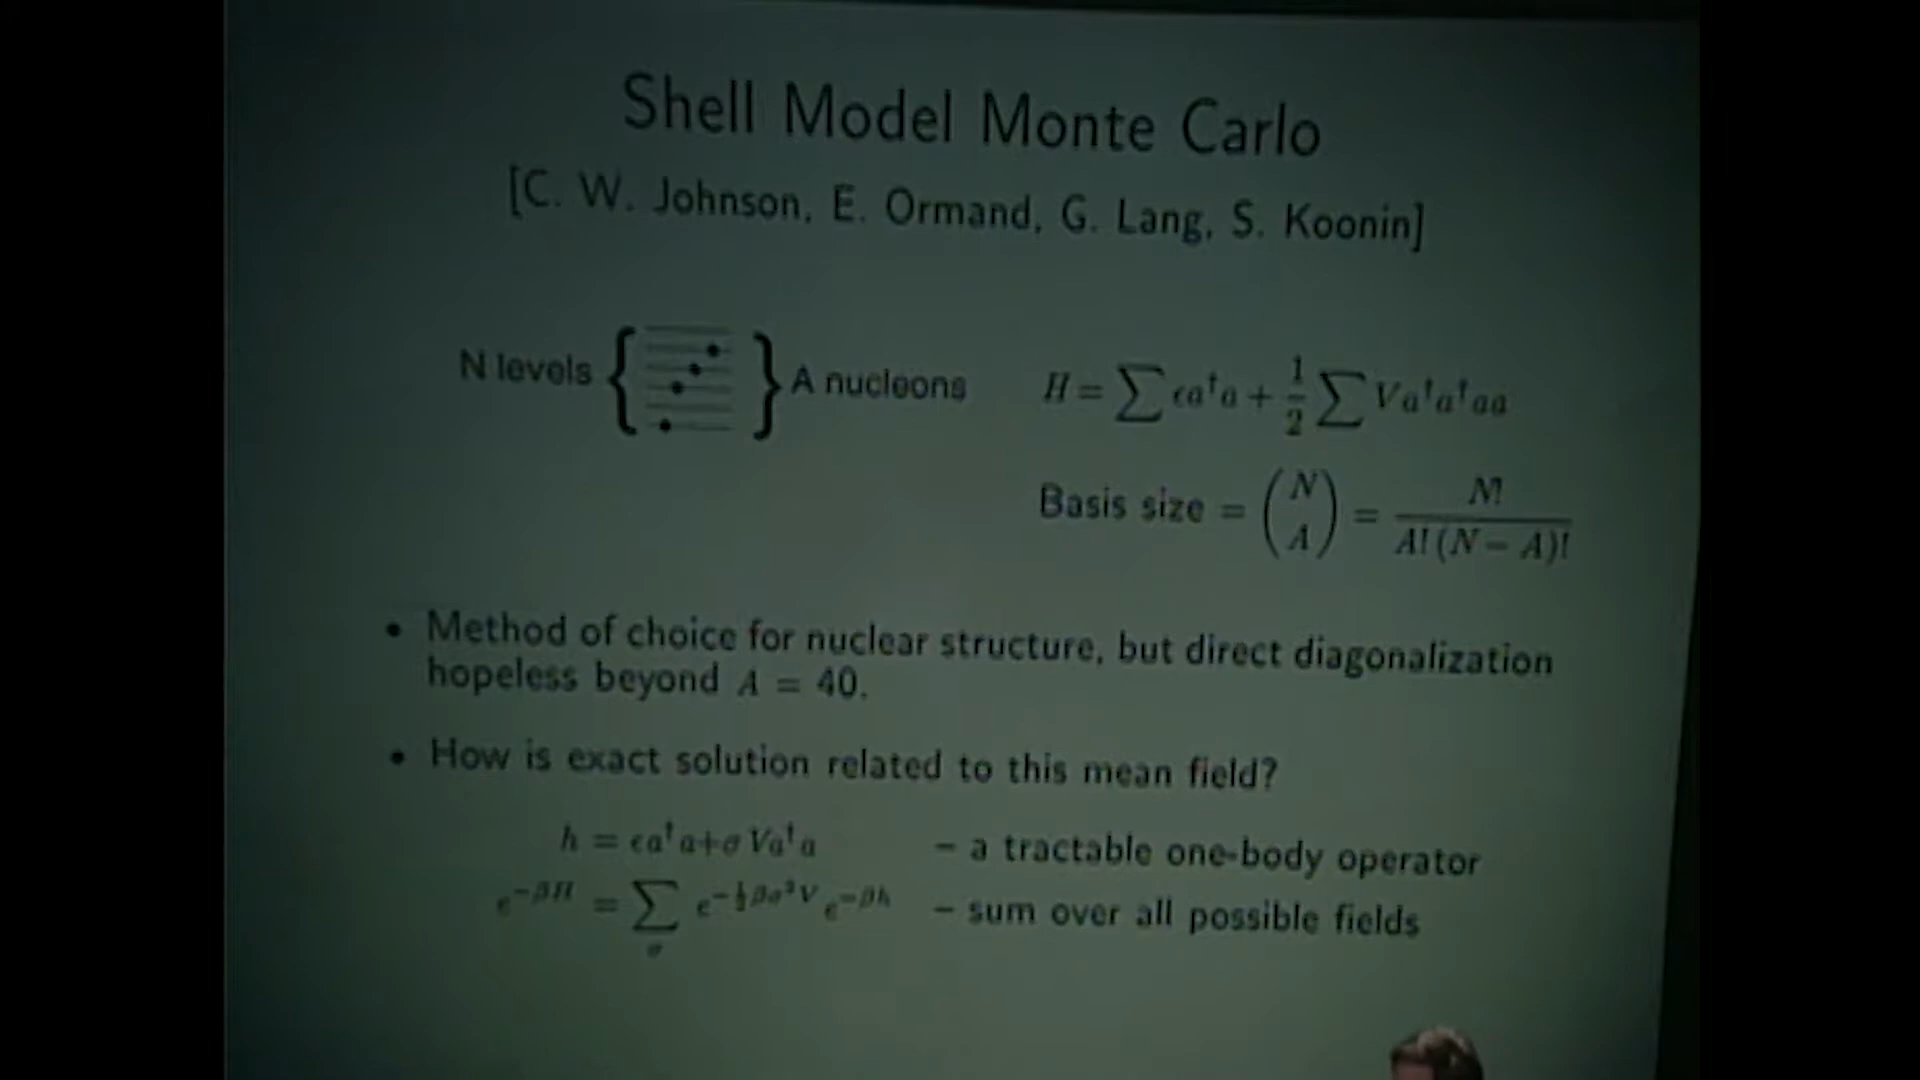 Shell Model Monte Carlo
[C. W. Johnson, E. Ormand, G. Lang, S. Koonin]
N levels { } A nucleons
H = ∑ ϵa†a + 1/2 ∑ Va†a†aa
Basis size = (N A) = N! / A!(N − A)!
• Method of choice for nuclear structure, but direct diagonalization
hopeless beyond A = 40.
• How is exact solution related to this mean field?
h = ϵa†a+σVa†a – a tractable one-body operator
e^{−βH} = ∑_σ e^{−½βσ²V} e^{−βh} – sum over all possible fields